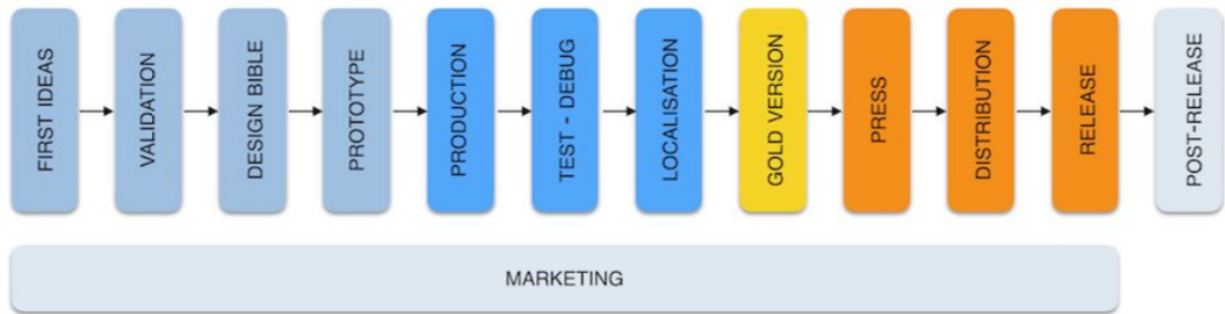 FIRST IDEAS
VALIDATION
DESIGN BIBLE
PROTOTYPE
PRODUCTION
TEST - DEBUG
LOCALISATION
GOLD VERSION
PRESS
DISTRIBUTION
RELEASE
POST-RELEASE
MARKETING